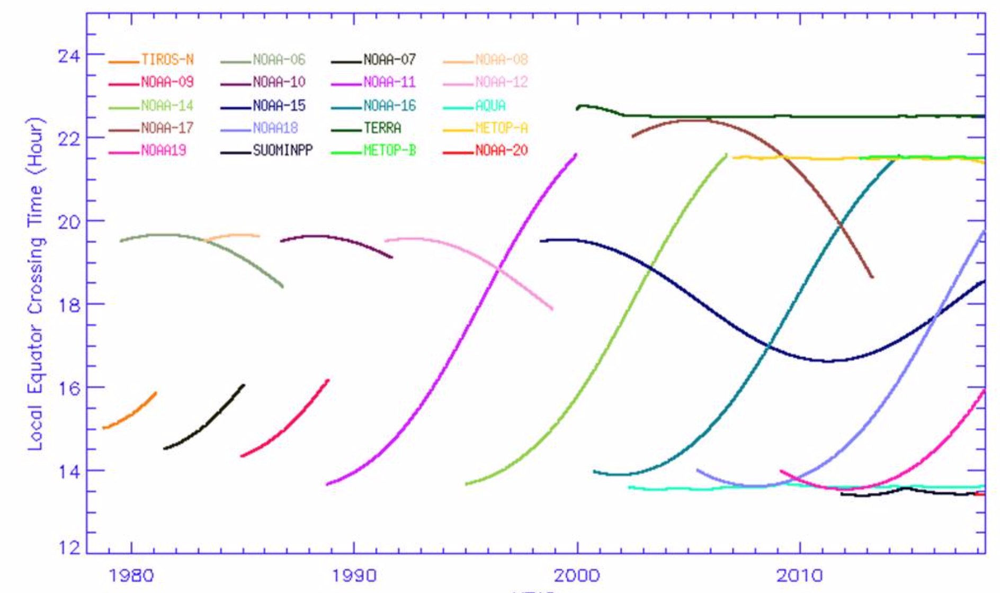 24
TIROS-N NOAA-06 NOAA-07 NOAA-08
NOAA-09 NOAA-10 NOAA-11 NOAA-12
NOAA-14 NOAA-15 NOAA-16 AQUA
NOAA-17 NOAA18 TERRA METOP-A
NOAA19 SUOMINPP METOP-B NOAA-20
22
20
18
16
14
12
Local Equator Crossing Time (Hour)
1980 1990 2000 2010